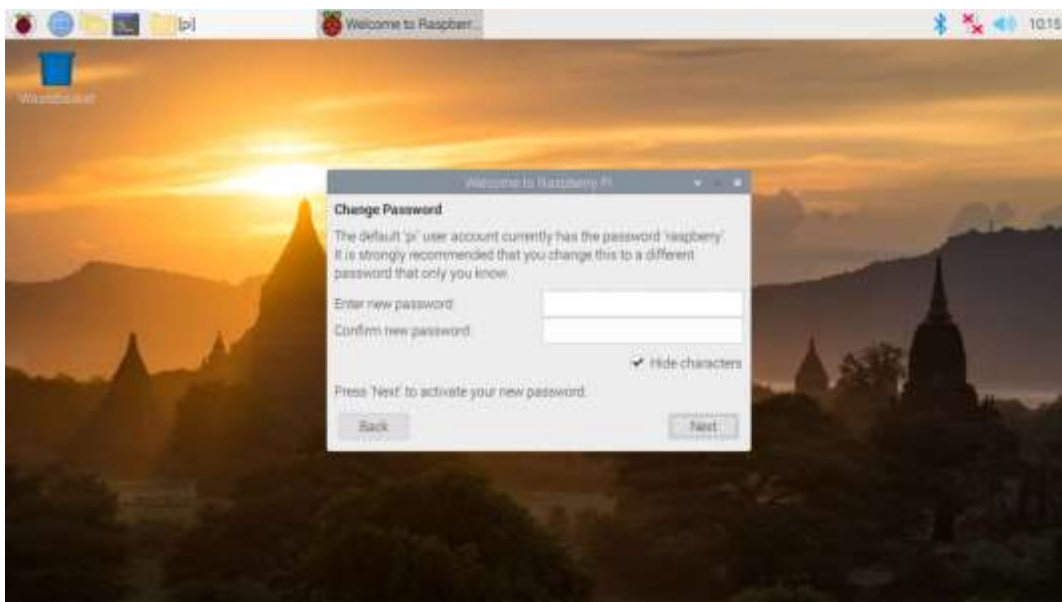 [pi]
Welcome to Raspberr...
10:15
Wastebasket
Welcome to Raspberry Pi
Change Password
The default 'pi' user account currently has the password 'raspberry'.
It is strongly recommended that you change this to a different
password that only you know.
Enter new password:
Confirm new password:
Hide characters
Press 'Next' to activate your new password.
Back
Next